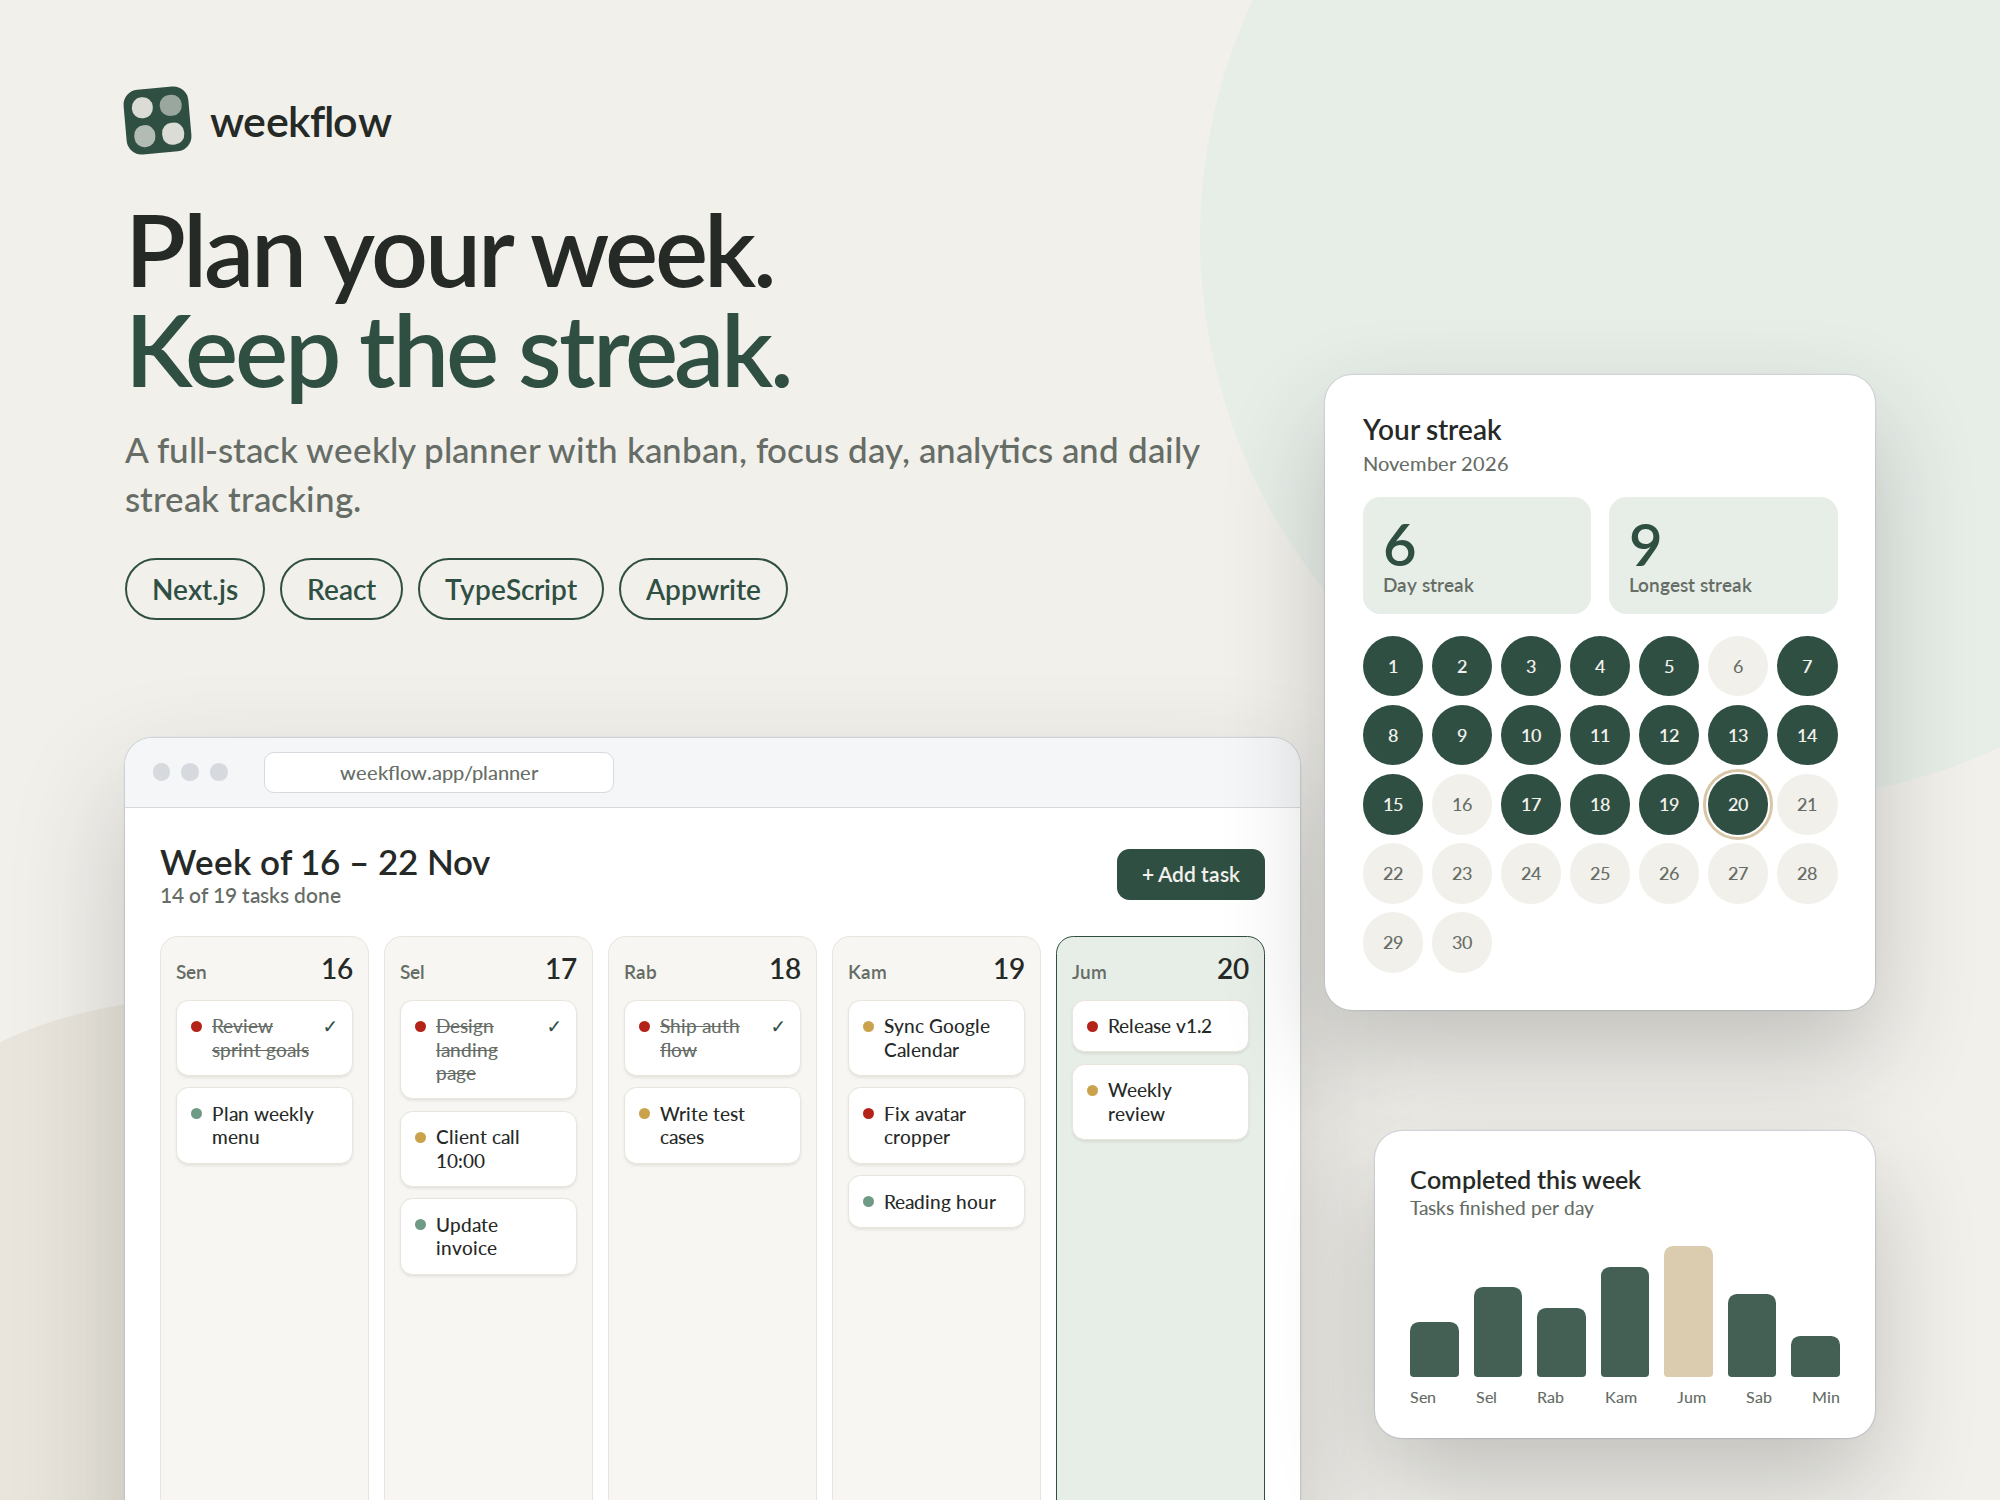 weekflow
Plan your week.
Keep the streak.
A full-stack weekly planner with kanban, focus day, analytics and daily
streak tracking.
Next.js React TypeScript Appwrite
weekflow.app/planner
Week of 16 – 22 Nov
14 of 19 tasks done
+ Add task
Sen 16
Review ✓
sprint goals
Plan weekly
menu
Sel 17
Design ✓
landing
page
Client call
10:00
Update
invoice
Rab 18
Ship auth ✓
flow
Write test
cases
Kam 19
Sync Google
Calendar
Fix avatar
cropper
Reading hour
Jum 20
Release v1.2
Weekly
review
Your streak
November 2026
6
Day streak
9
Longest streak
1 2 3 4 5 6 7
8 9 10 11 12 13 14
15 16 17 18 19 20 21
22 23 24 25 26 27 28
29 30
Completed this week
Tasks finished per day
Sen Sel Rab Kam Jum Sab Min